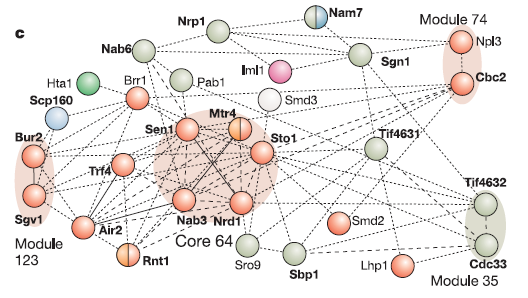 c
Nam7
Module 74
Nrp1
Npl3
Nab6
Sgn1
Iml1
Cbc2
Hta1
Brr1
Pab1
Scp160
Smd3
Mtr4
Sen1
Sto1
Tif4631
Bur2
Trf4
Tif4632
Sgv1
Nab3
Nrd1
Air2
Smd2
Core 64
Module
123
Rnt1
Sro9
Sbp1
Lhp1
Cdc33
Module 35